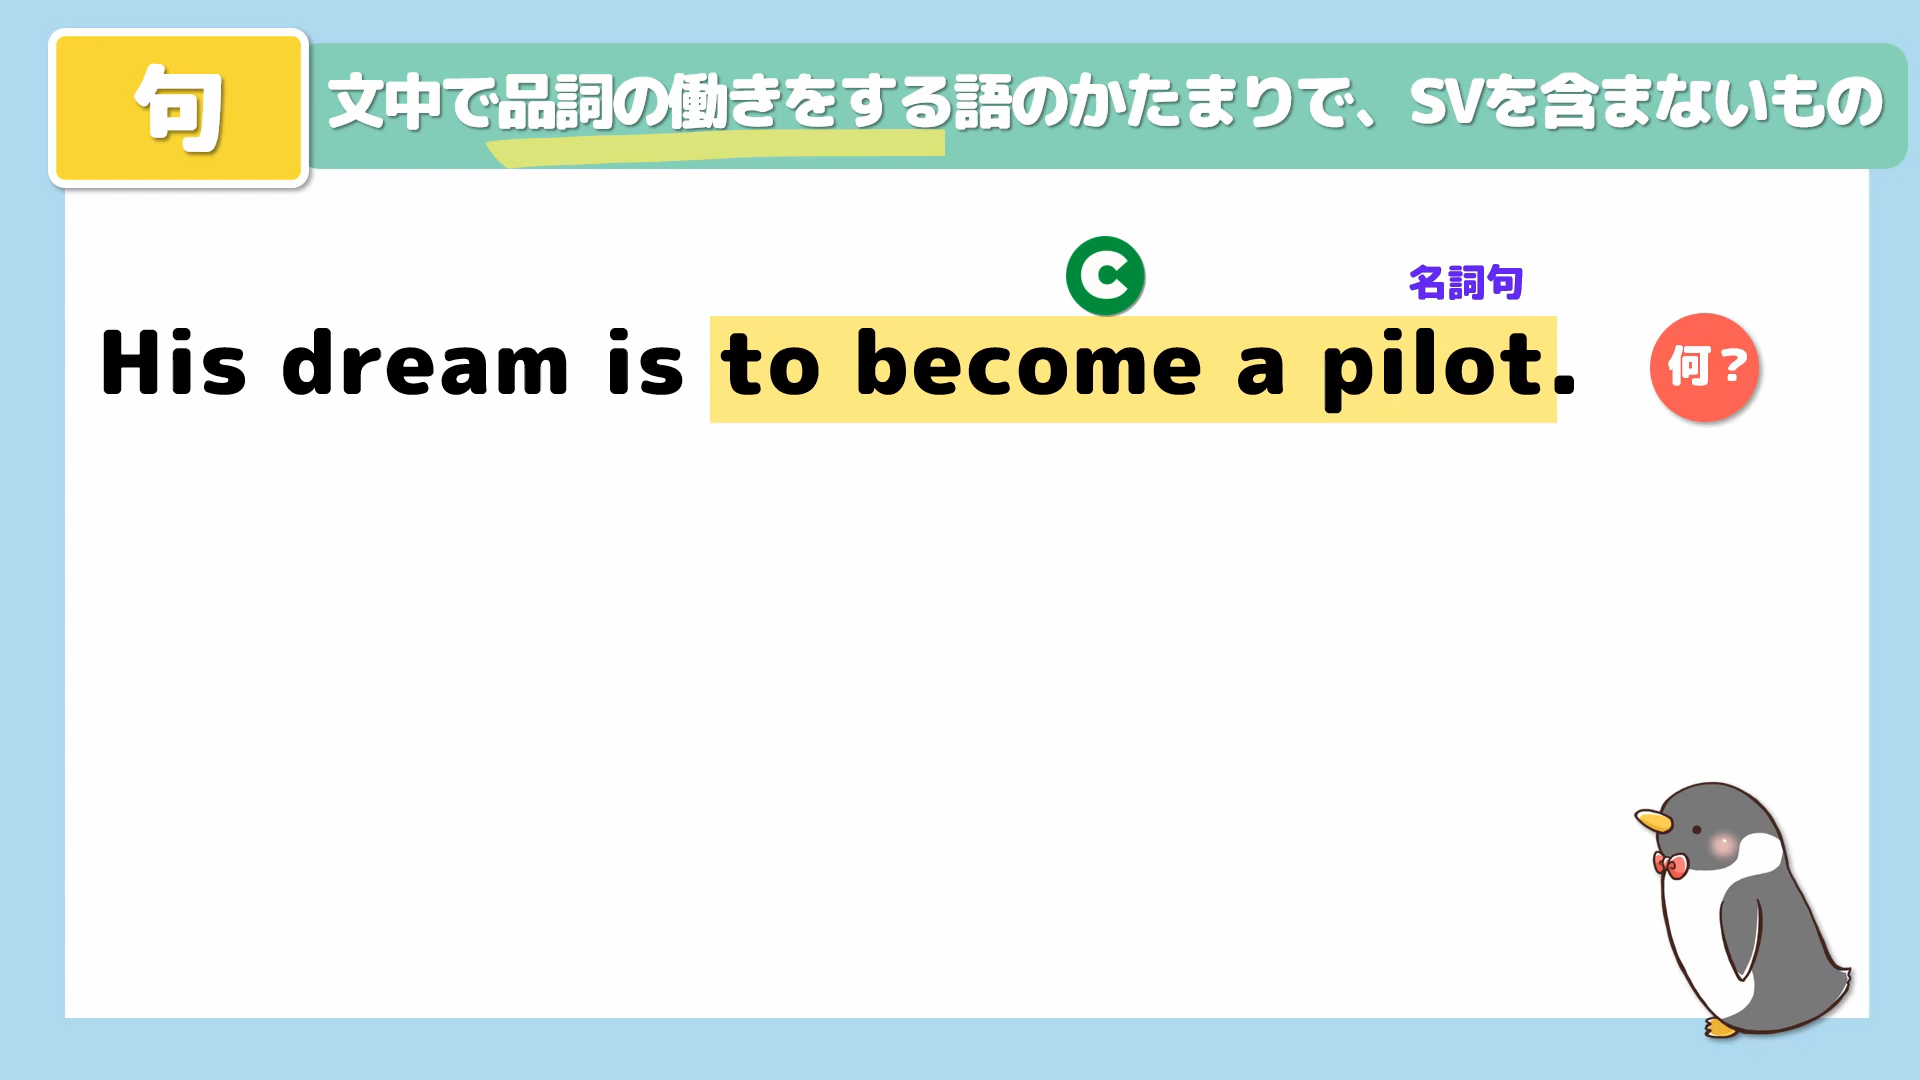 句
文中で品詞の働きをする語のかたまりで、SVを含まないもの
C
名詞句
His dream is to become a pilot.
何？